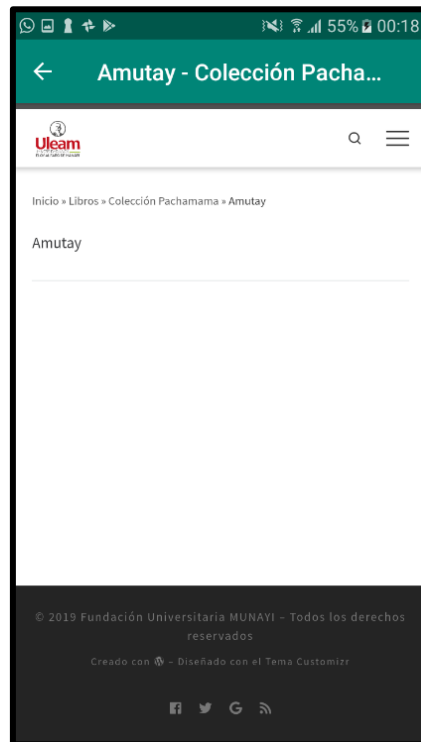 55% 00:18
Amutay - Colección Pacha...
Uleam
Inicio » Libros » Colección Pachamama » Amutay
Amutay
© 2019 Fundación Universitaria MUNAYI – Todos los derechos
reservados
Creado con – Diseñado con el Tema Customizr